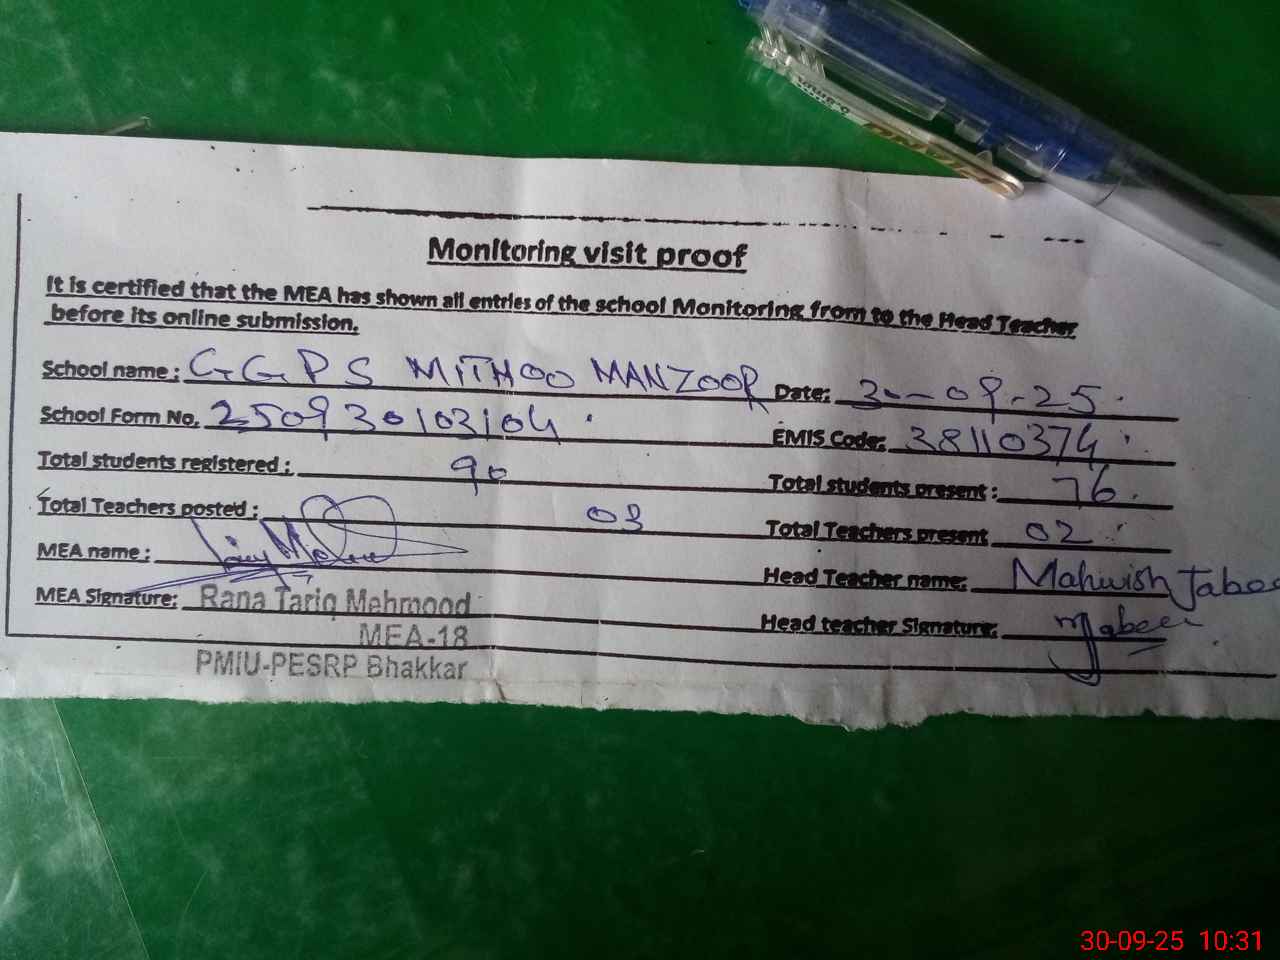 Monitoring visit proof
It is certified that the MEA has shown all entries of the school Monitoring from to the Head Teacher
before its online submission.
School name : GGPS MITHOO MANZOOR Date: 30-09-25.
School Form No. 250930103104 EMIS Code: 38110374
Total students registered : 90 Total students present : 76.
Total Teachers posted : 03 Total Teachers present 02
MEA name : Head Teacher name: Mahwish
MEA Signature: Rana Tariq Mehmood Head teacher Signature:
MEA-18
PMIU-PESRP Bhakkar
30-09-25 10:31